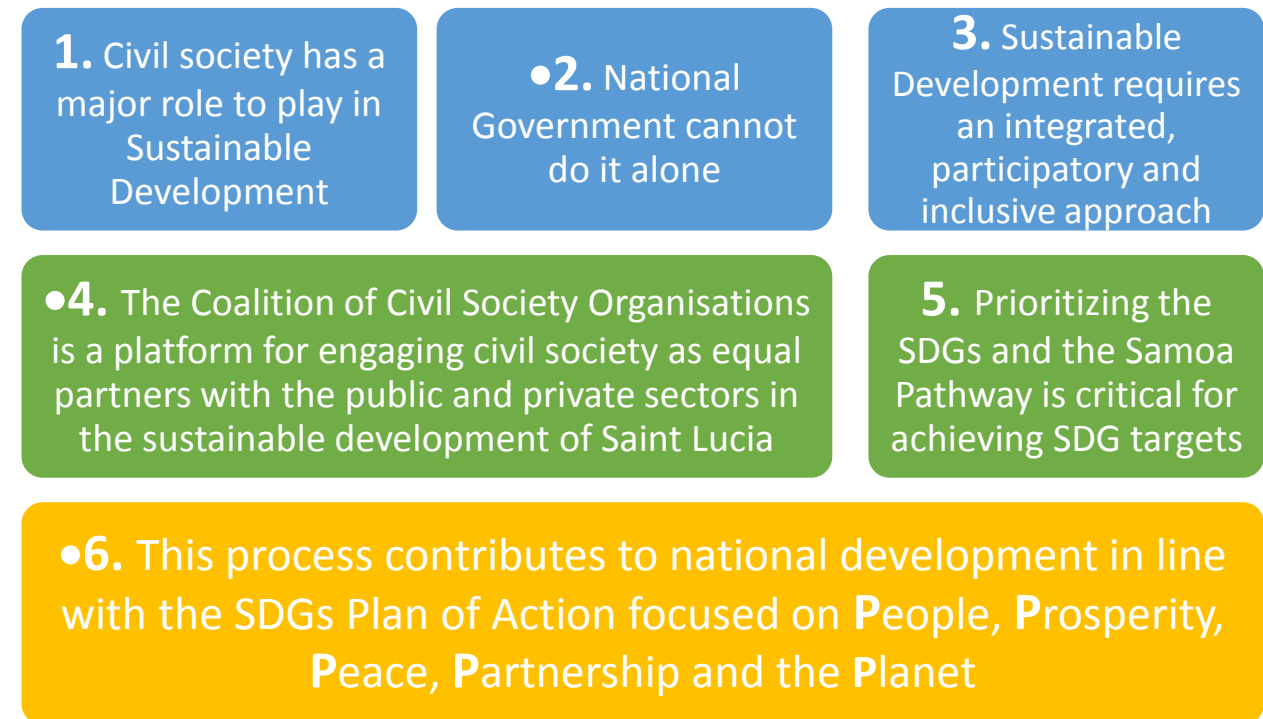 1. Civil society has a
major role to play in
Sustainable
Development
•2. National
Government cannot
do it alone
3. Sustainable
Development requires
an integrated,
participatory and
inclusive approach
•4. The Coalition of Civil Society Organisations
is a platform for engaging civil society as equal
partners with the public and private sectors in
the sustainable development of Saint Lucia
5. Prioritizing the
SDGs and the Samoa
Pathway is critical for
achieving SDG targets
•6. This process contributes to national development in line
with the SDGs Plan of Action focused on People, Prosperity,
Peace, Partnership and the Planet